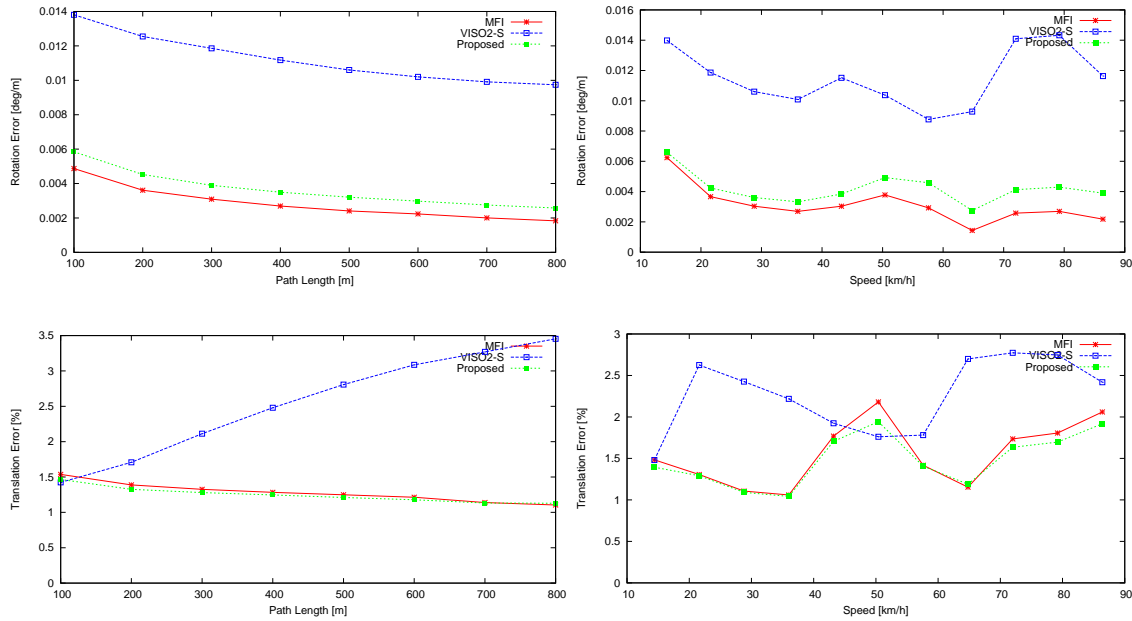 0.014
0.012
0.01
0.008
0.006
0.004
0.002
0
Rotation Error [deg/m]
100 200 300 400 500 600 700 800
Path Length [m]
MFI
VISO2-S
Proposed
0.016
0.014
0.012
0.01
0.008
0.006
0.004
0.002
0
Rotation Error [deg/m]
10 20 30 40 50 60 70 80 90
Speed [km/h]
MFI
VISO2-S
Proposed
3.5
3
2.5
2
1.5
1
0.5
0
Translation Error [%]
100 200 300 400 500 600 700 800
Path Length [m]
MFI
VISO2-S
Proposed
3
2.5
2
1.5
1
0.5
0
Translation Error [%]
10 20 30 40 50 60 70 80 90
Speed [km/h]
MFI
VISO2-S
Proposed